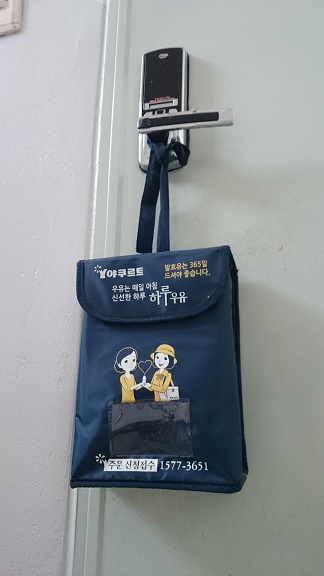 야쿠르트
발효유는 365일
드셔야 좋습니다.
우유는 매일 아침
신선한 하루 하루우유
주문 신청접수 1577-3651